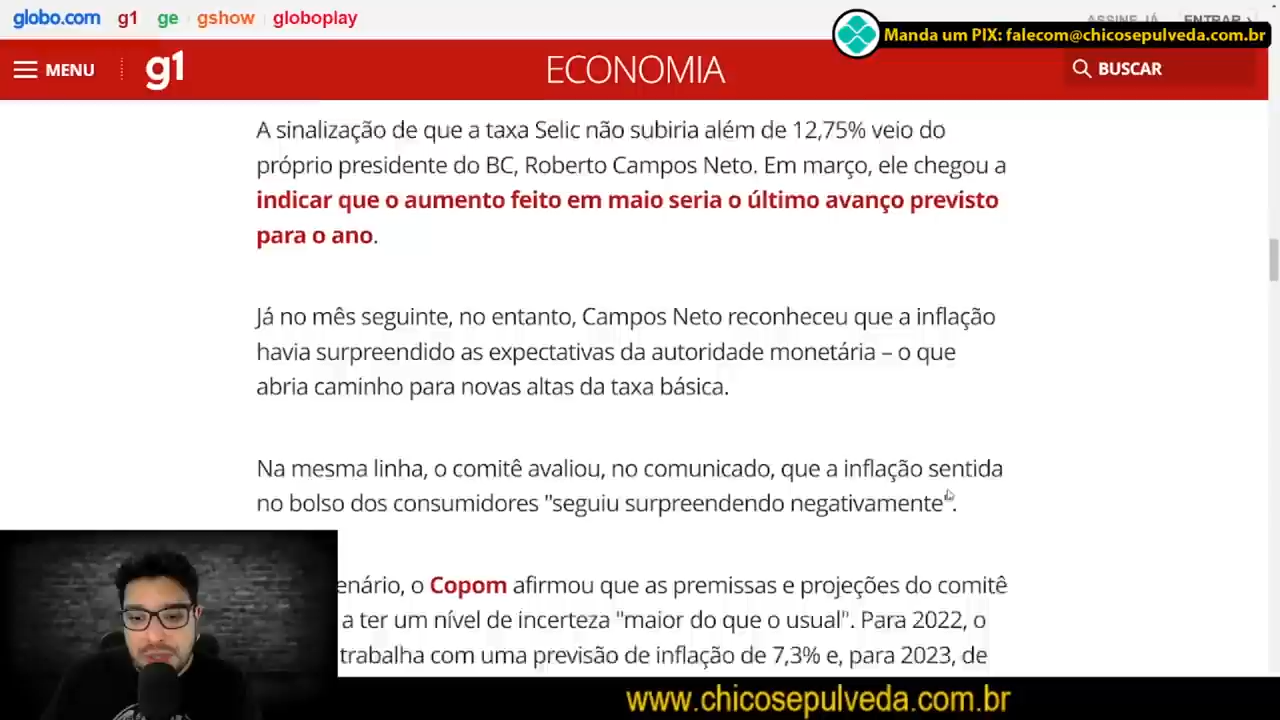 globo.com g1 ge gshow globoplay
ASSINE JÁ ENTRAR ›
Manda um PIX: falecom@chicosepulveda.com.br
MENU g1 ECONOMIA BUSCAR
A sinalização de que a taxa Selic não subiria além de 12,75% veio do
próprio presidente do BC, Roberto Campos Neto. Em março, ele chegou a
indicar que o aumento feito em maio seria o último avanço previsto
para o ano.
Já no mês seguinte, no entanto, Campos Neto reconheceu que a inflação
havia surpreendido as expectativas da autoridade monetária – o que
abria caminho para novas altas da taxa básica.
Na mesma linha, o comitê avaliou, no comunicado, que a inflação sentida
no bolso dos consumidores "seguiu surpreendendo negativamente".
enário, o Copom afirmou que as premissas e projeções do comitê
a ter um nível de incerteza "maior do que o usual". Para 2022, o
trabalha com uma previsão de inflação de 7,3% e, para 2023, de
www.chicosepulveda.com.br